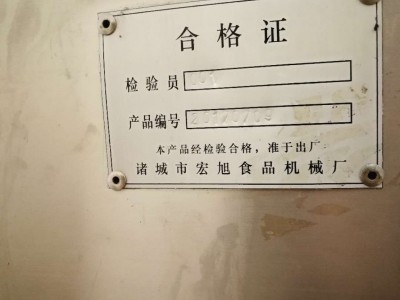 合格证
检验员
产品编号
本产品经检验合格，准于出厂
诸城市宏旭食品机械厂